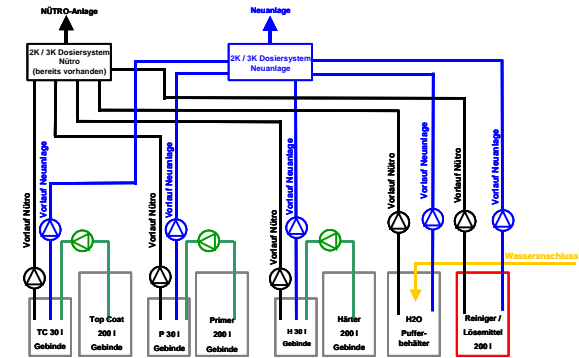 NÜTRO-Anlage
Neuanlage
2K / 3K Dosiersystem
Nütro
(bereits vorhanden)
2K / 3K Dosiersystem
Neuanlage
Vorlauf Nütro
Vorlauf Neuanlage
Vorlauf Nütro
Vorlauf Neuanlage
Vorlauf Nütro
Vorlauf Neuanlage
Vorlauf Nütro
Vorlauf Neuanlage
Vorlauf Nütro
Vorlauf Neuanlage
Wasseranschluss
TC 30 l
Gebinde
Top Coat
200 l
Gebinde
P 30 l
Gebinde
Primer
200 l
Gebinde
H 30 l
Gebinde
Härter
200 l
Gebinde
H2O
Puffer-
behälter
Reiniger /
Lösemittel
200 l